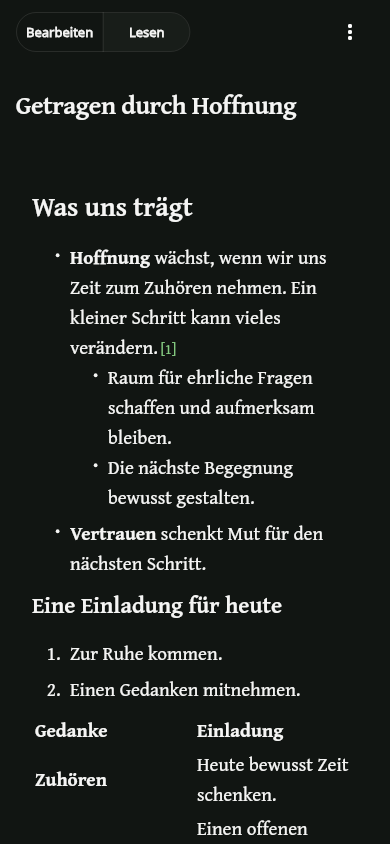 Bearbeiten Lesen
Getragen durch Hoffnung
Was uns trägt
• Hoffnung wächst, wenn wir uns
Zeit zum Zuhören nehmen. Ein
kleiner Schritt kann vieles
verändern. [1]
• Raum für ehrliche Fragen
schaffen und aufmerksam
bleiben.
• Die nächste Begegnung
bewusst gestalten.
• Vertrauen schenkt Mut für den
nächsten Schritt.
Eine Einladung für heute
1. Zur Ruhe kommen.
2. Einen Gedanken mitnehmen.
Gedanke Einladung
Zuhören Heute bewusst Zeit
schenken.
Einen offenen